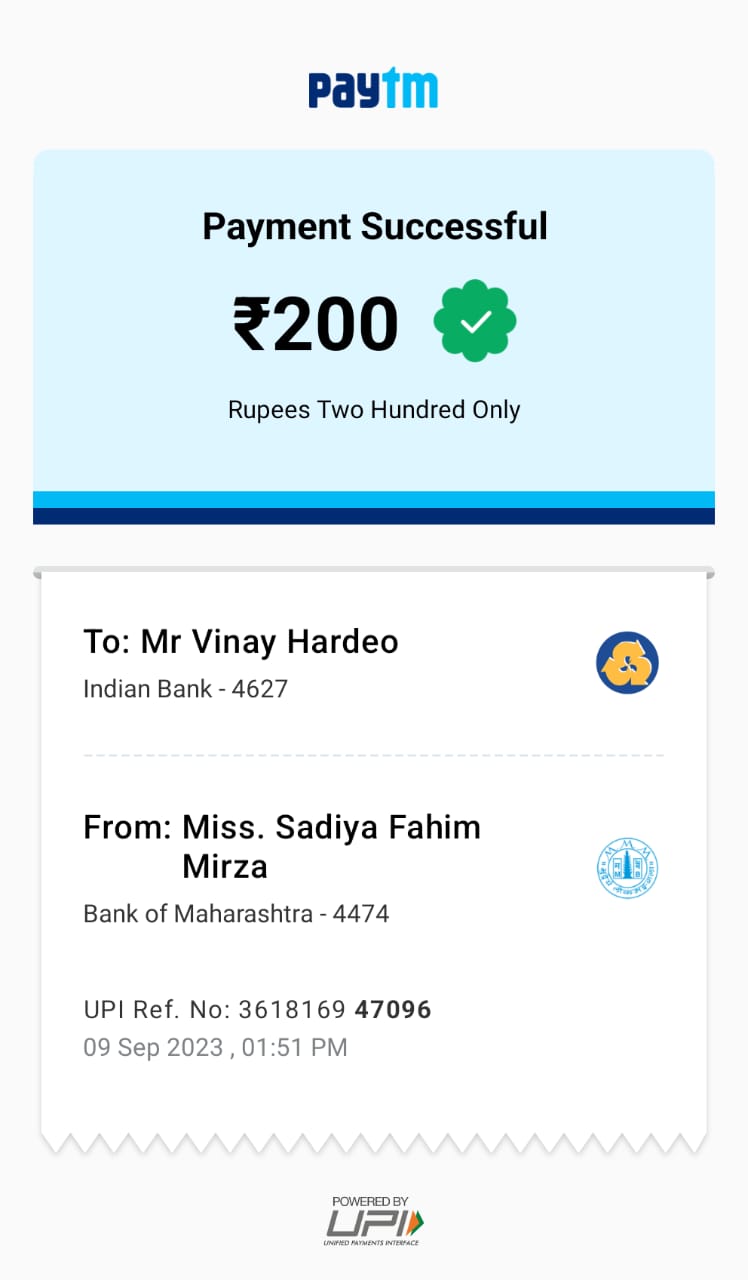 paytm
Payment Successful
₹200
Rupees Two Hundred Only
To: Mr Vinay Hardeo
Indian Bank - 4627
From: Miss. Sadiya Fahim
Mirza
Bank of Maharashtra - 4474
UPI Ref. No: 3618169 47096
09 Sep 2023 , 01:51 PM
POWERED BY
UPI
UNIFIED PAYMENTS INTERFACE